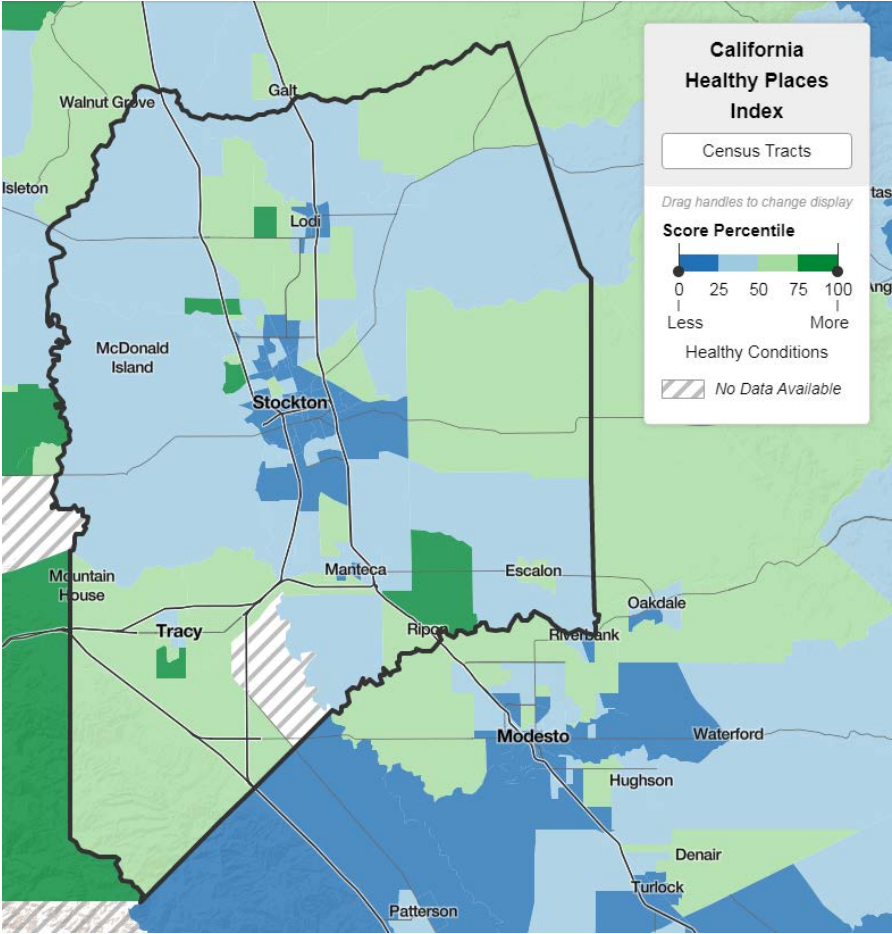 California
Healthy Places
Index
Census Tracts
Drag handles to change display
Score Percentile
0 25 50 75 100
Less More
Healthy Conditions
No Data Available
Galt
Walnut Grove
Isleton
Lodi
McDonald
Island
Stockton
Manteca
Escalon
Mountain
House
Oakdale
Tracy
Ripon
Riverbank
Modesto
Waterford
Hughson
Denair
Turlock
Patterson
tas
Ang